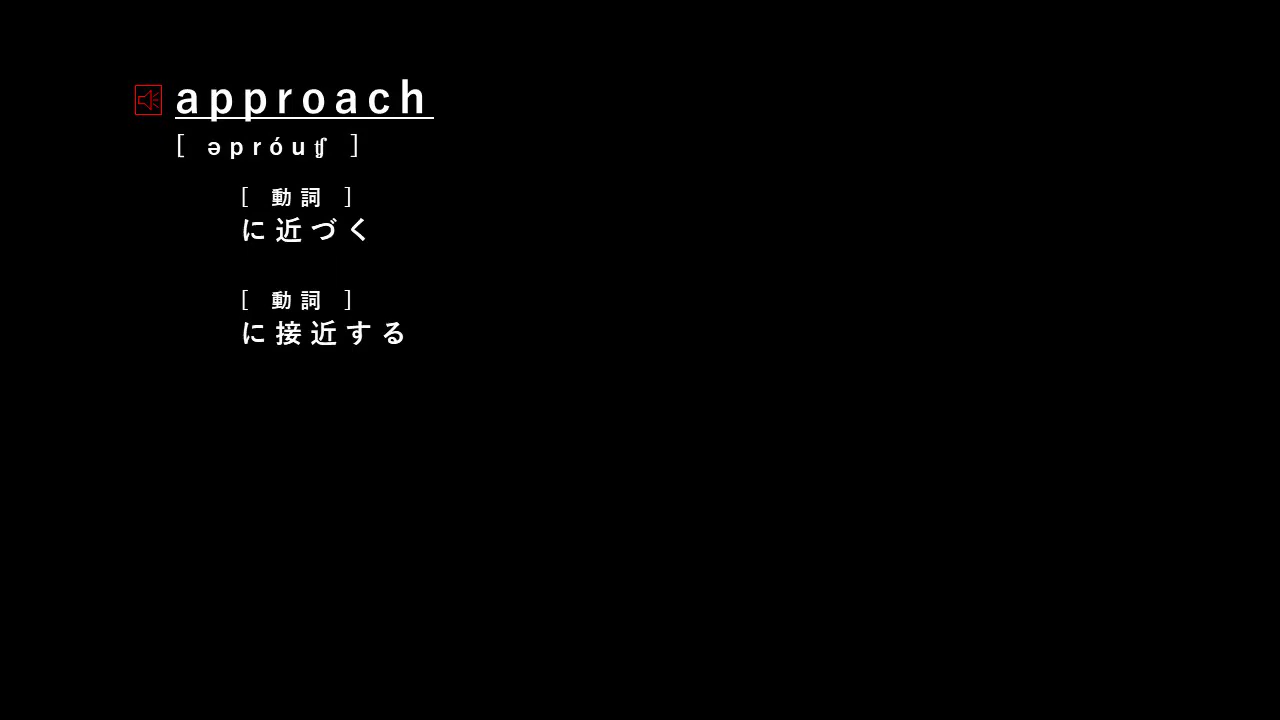 approach
[ əpróuʧ ]
[ 動詞 ]
に近づく
[ 動詞 ]
に接近する